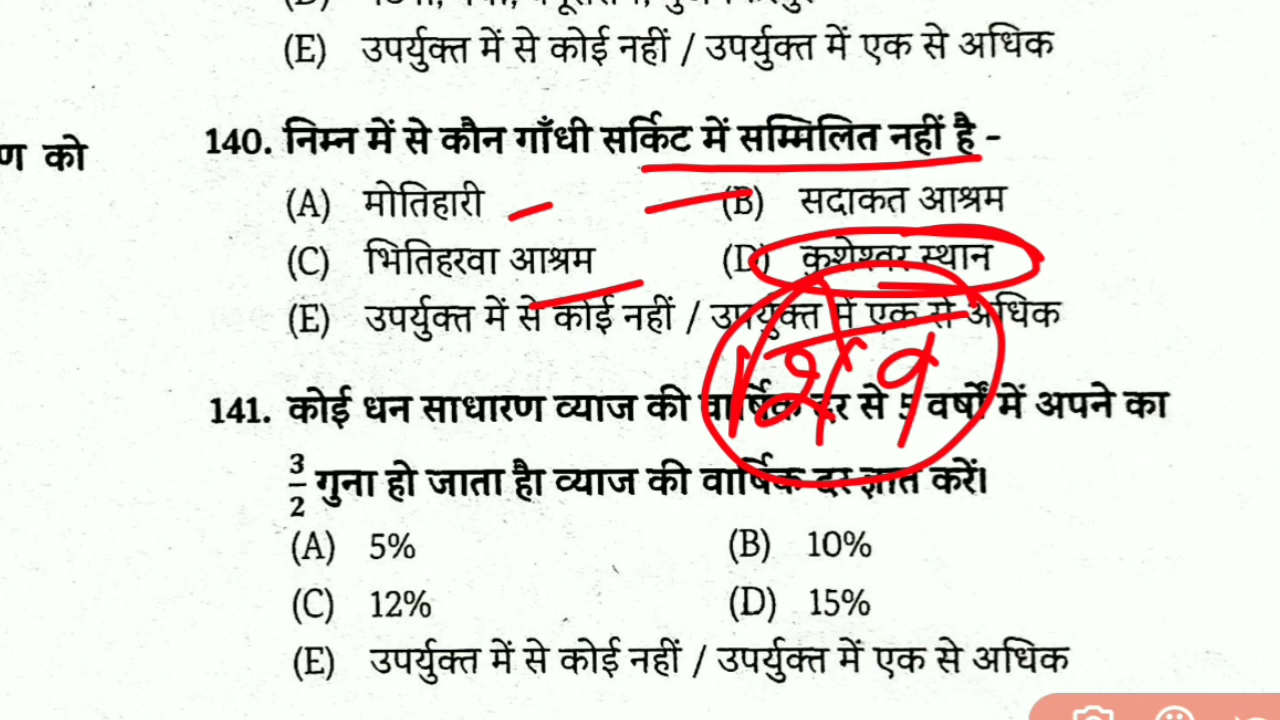 (E) उपर्युक्त में से कोई नहीं / उपर्युक्त में एक से अधिक
ण को
140. निम्न में से कौन गाँधी सर्किट में सम्मिलित नहीं है -
(A) मोतिहारी (B) सदाकत आश्रम
(C) भितिहरवा आश्रम (D) कुशेश्वर स्थान
(E) उपर्युक्त में से कोई नहीं / उपर्युक्त में एक से अधिक
शिव
141. कोई धन साधारण व्याज की वार्षिक दर से 5 वर्षों में अपने का
3/2 गुना हो जाता है। व्याज की वार्षिक दर ज्ञात करें।
(A) 5% (B) 10%
(C) 12% (D) 15%
(E) उपर्युक्त में से कोई नहीं / उपर्युक्त में एक से अधिक